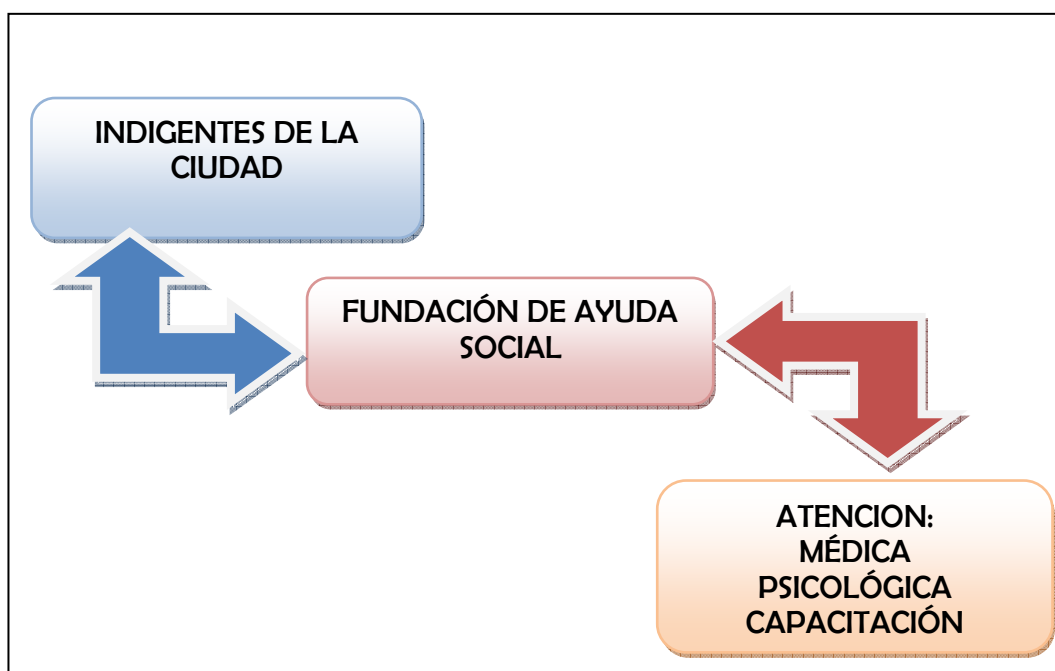 INDIGENTES DE LA
CIUDAD
FUNDACIÓN DE AYUDA
SOCIAL
ATENCION:
MÉDICA
PSICOLÓGICA
CAPACITACIÓN